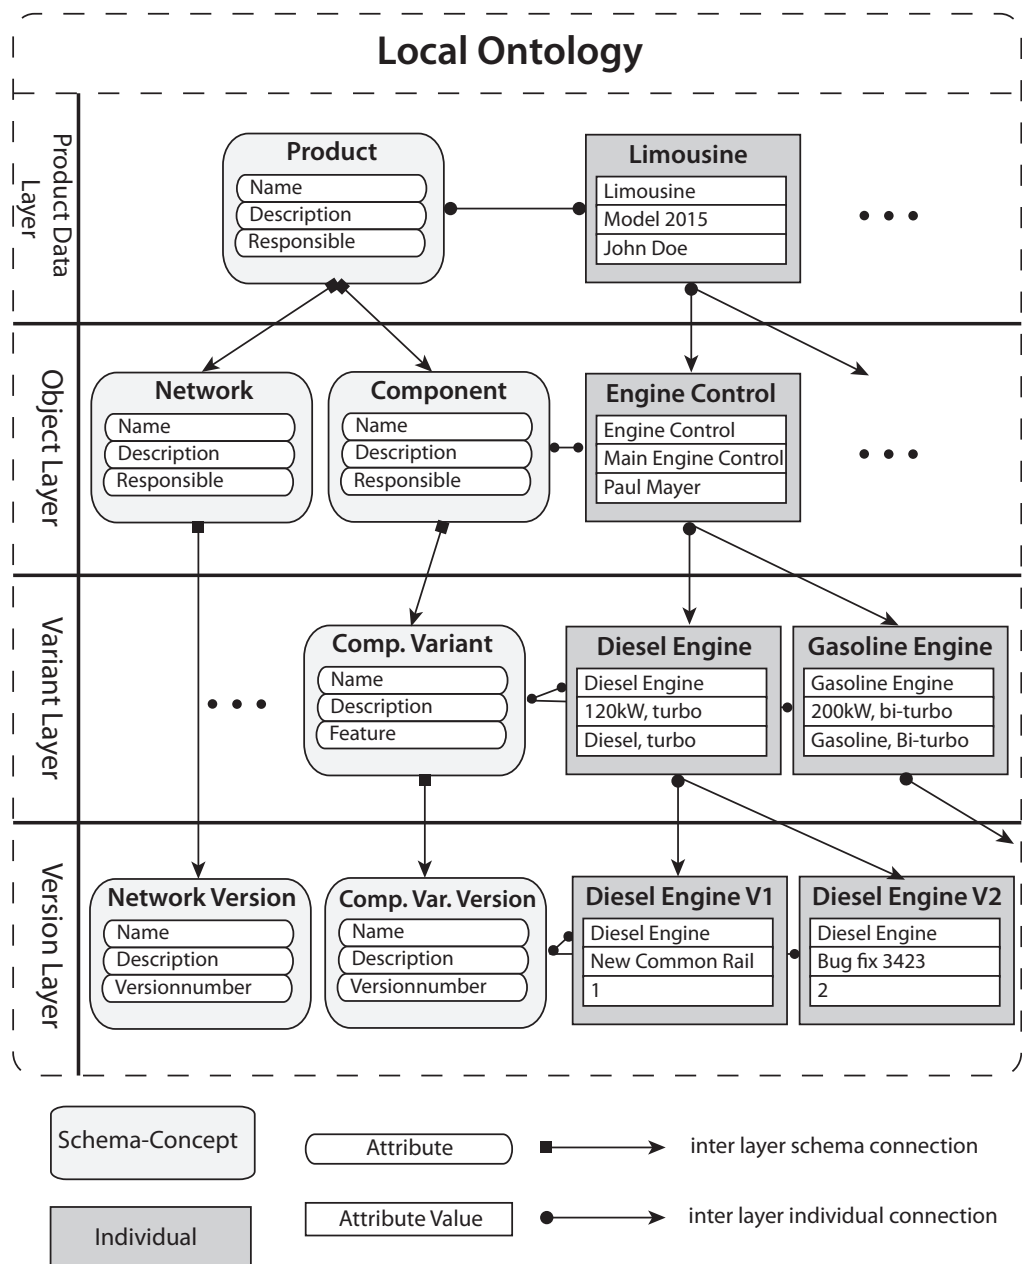 Local Ontology
Product Data
Layer
Product
Name
Description
Responsible
Limousine
Limousine
Model 2015
John Doe
Object Layer
Network
Name
Description
Responsible
Component
Name
Description
Responsible
Engine Control
Engine Control
Main Engine Control
Paul Mayer
Variant Layer
Comp. Variant
Name
Description
Feature
Diesel Engine
Diesel Engine
120kW, turbo
Diesel, turbo
Gasoline Engine
Gasoline Engine
200kW, bi-turbo
Gasoline, Bi-turbo
Version Layer
Network Version
Name
Description
Versionnumber
Comp. Var. Version
Name
Description
Versionnumber
Diesel Engine V1
Diesel Engine
New Common Rail
1
Diesel Engine V2
Diesel Engine
Bug fix 3423
2
Schema-Concept
Attribute
inter layer schema connection
Individual
Attribute Value
inter layer individual connection